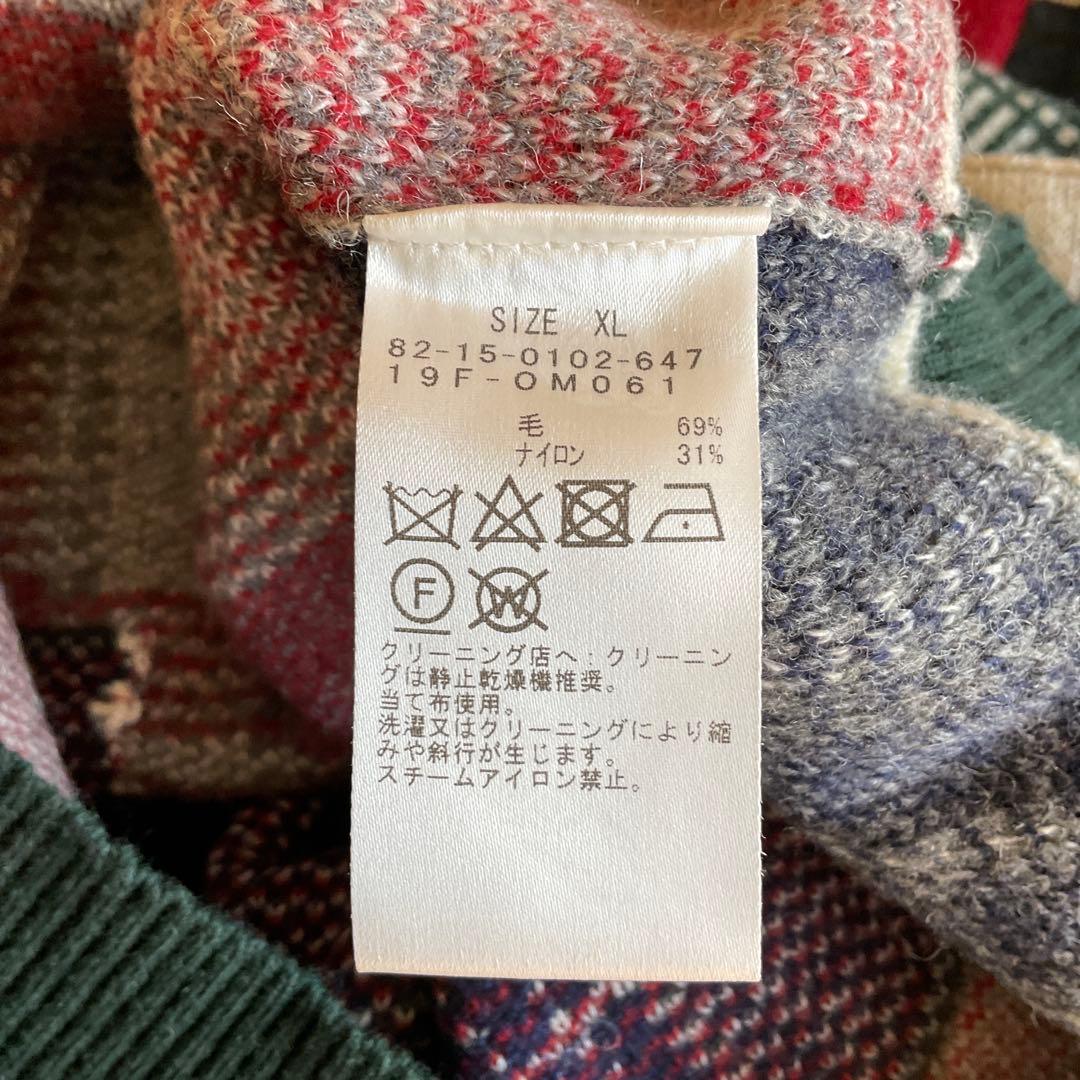 SIZE XL
82-15-0102-647
19F-OM061
毛 69%
ナイロン 31%
F
W
クリーニング店へ・クリーニン
グは静止乾燥機推奨。
当て布使用。
洗濯又はクリーニングにより縮
みや斜行が生じます。
スチームアイロン禁止。